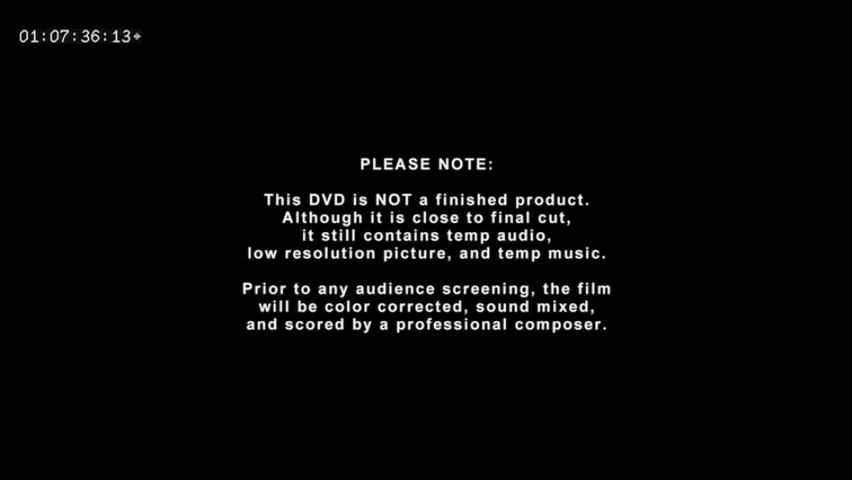 01:07:36:13
PLEASE NOTE:
This DVD is NOT a finished product.
Although it is close to final cut,
it still contains temp audio,
low resolution picture, and temp music.
Prior to any audience screening, the film
will be color corrected, sound mixed,
and scored by a professional composer.